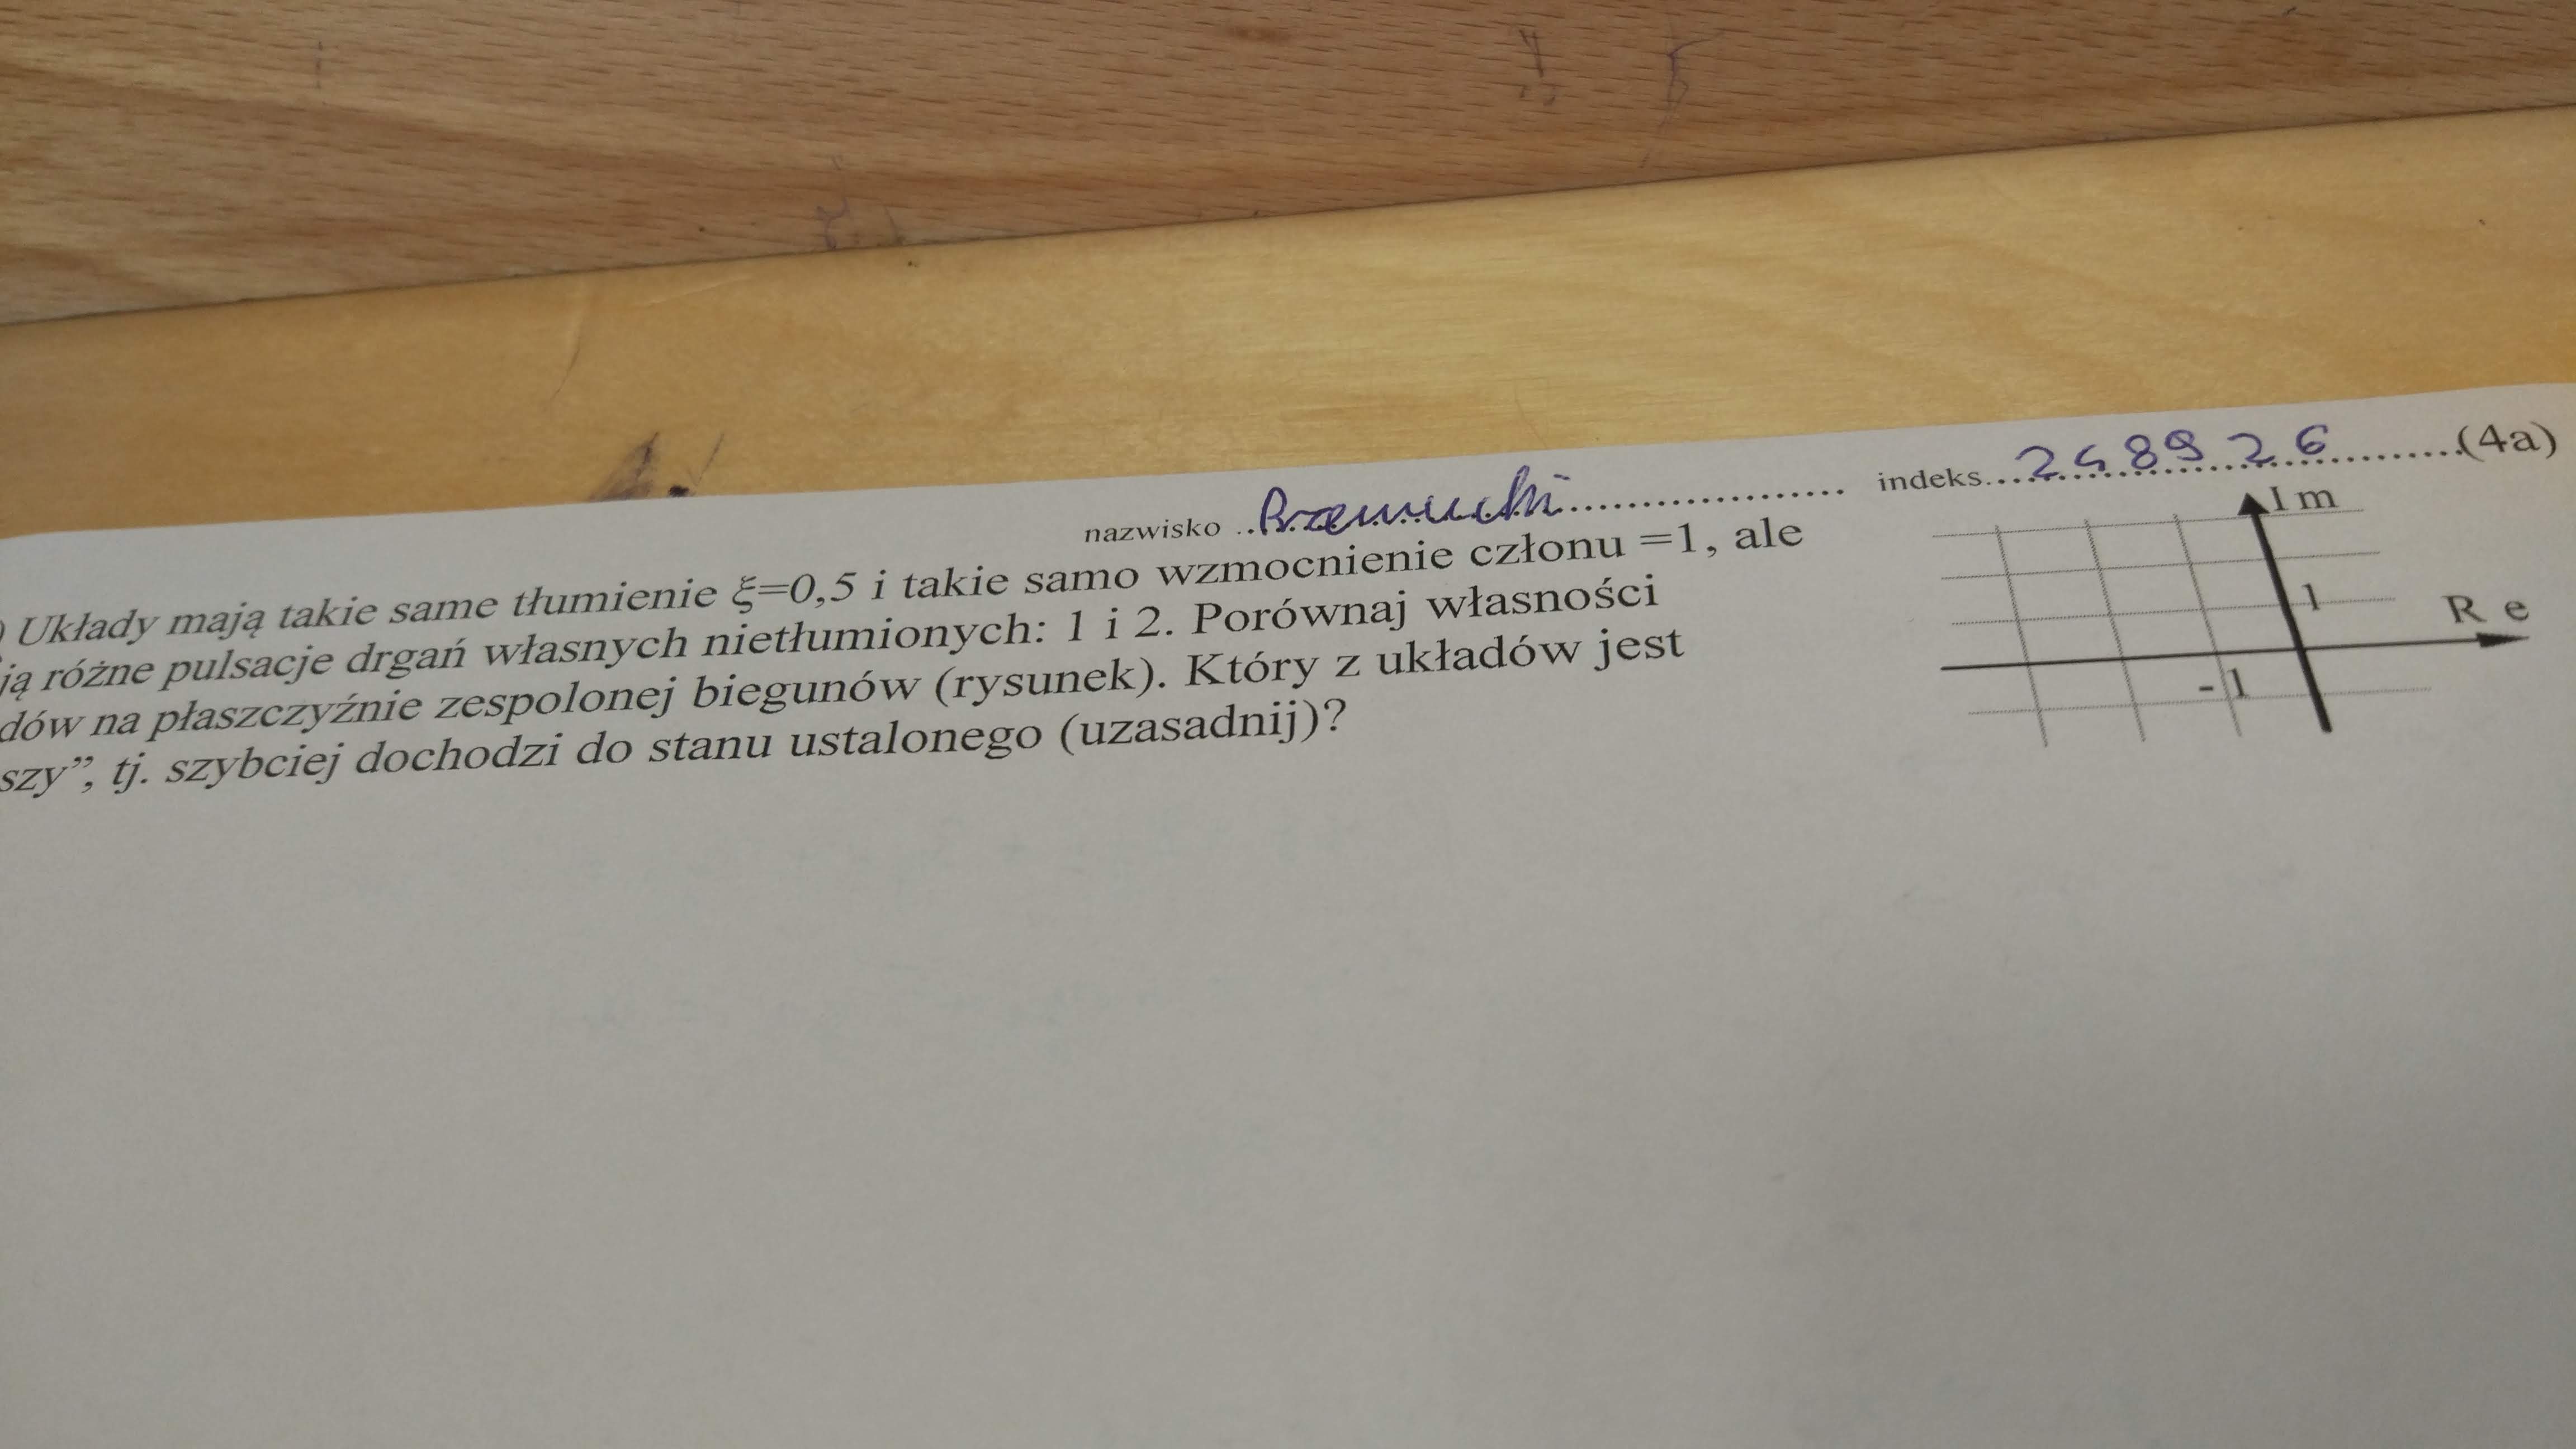 nazwisko .................... indeks...248926.........(4a)
) Układy mają takie same tłumienie ξ=0,5 i takie samo wzmocnienie członu =1, ale
ją różne pulsacje drgań własnych nietłumionych: 1 i 2. Porównaj własności
dów na płaszczyźnie zespolonej biegunów (rysunek). Który z układów jest
szy”, tj. szybciej dochodzi do stanu ustalonego (uzasadnij)?
Im
1
Re
-1